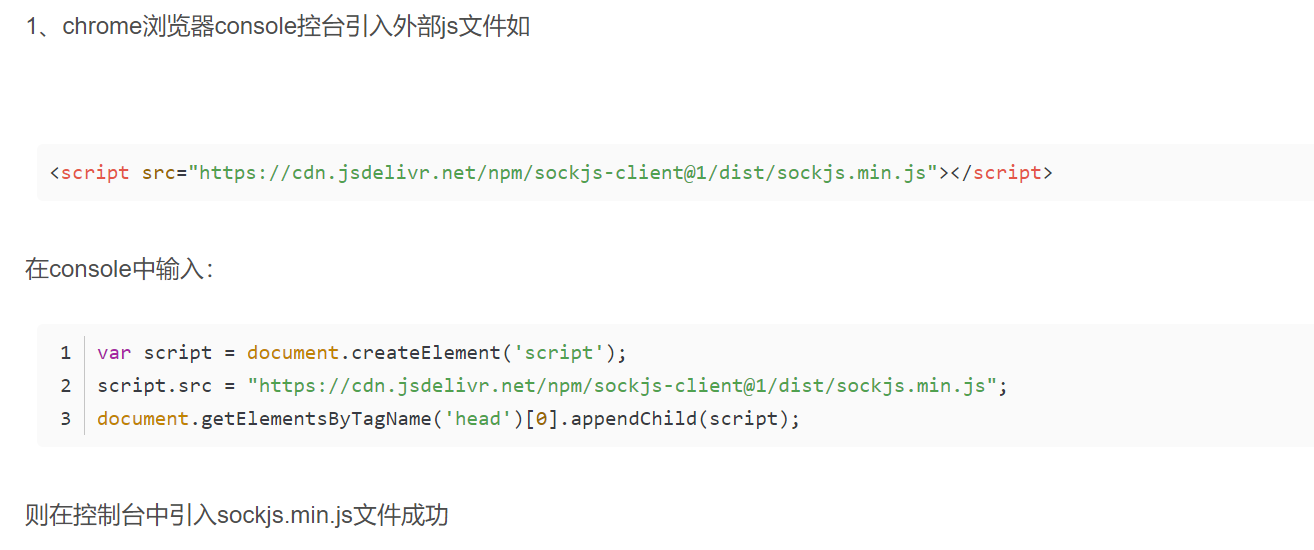 1、chrome浏览器console控台引入外部js文件如
<script src="https://cdn.jsdelivr.net/npm/sockjs-client@1/dist/sockjs.min.js"></script>
在console中输入：
1 var script = document.createElement('script');
2 script.src = "https://cdn.jsdelivr.net/npm/sockjs-client@1/dist/sockjs.min.js";
3 document.getElementsByTagName('head')[0].appendChild(script);
则在控制台中引入sockjs.min.js文件成功